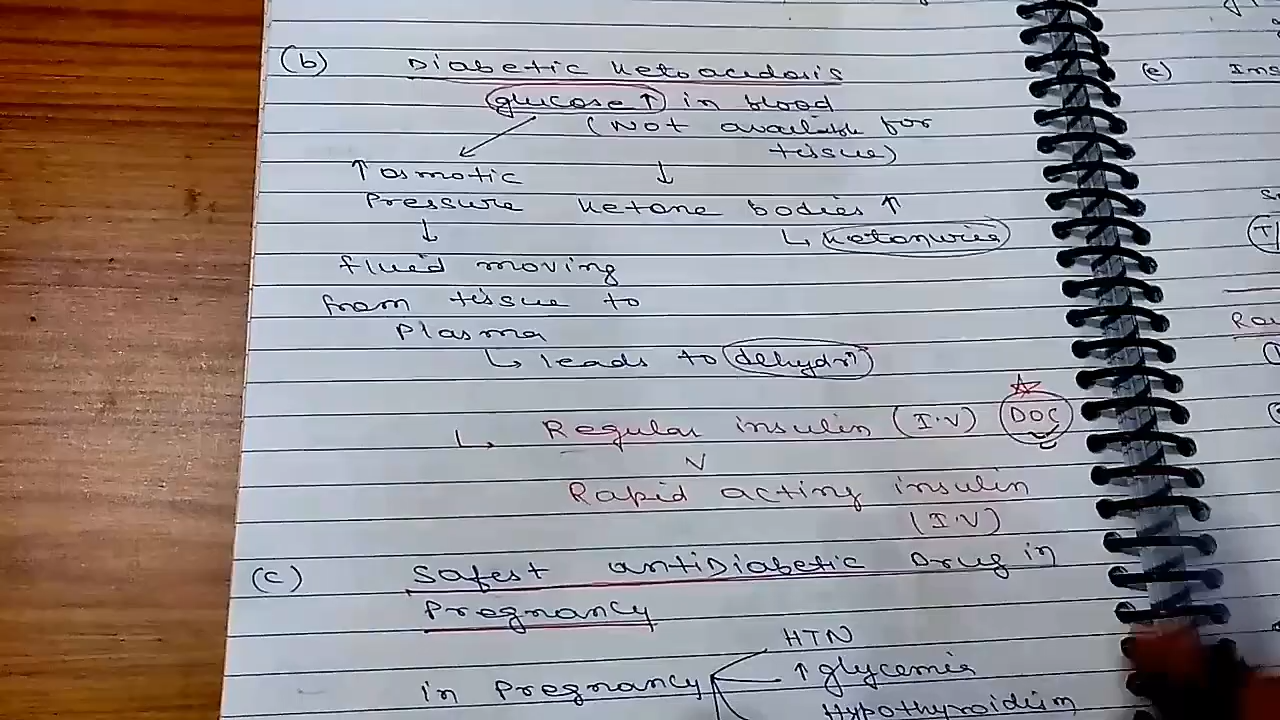 (b) Diabetic Ketoacidosis
glucose ↑ in blood
(Not available for
tissue)
↑ osmotic ↓
Pressure Ketone bodies ↑
↓ ↳ Ketonuria
fluid moving
from tissue to
Plasma
↳ leads to dehydrn
↳ Regular insulin (I.V) DOC
V
Rapid acting insulin
(I.V)
(c) Safest antiDiabetic Drug in
Pregnancy
HTN
in Pregnancy ↑ glycemia
Hypothyroidism
(e) Ins